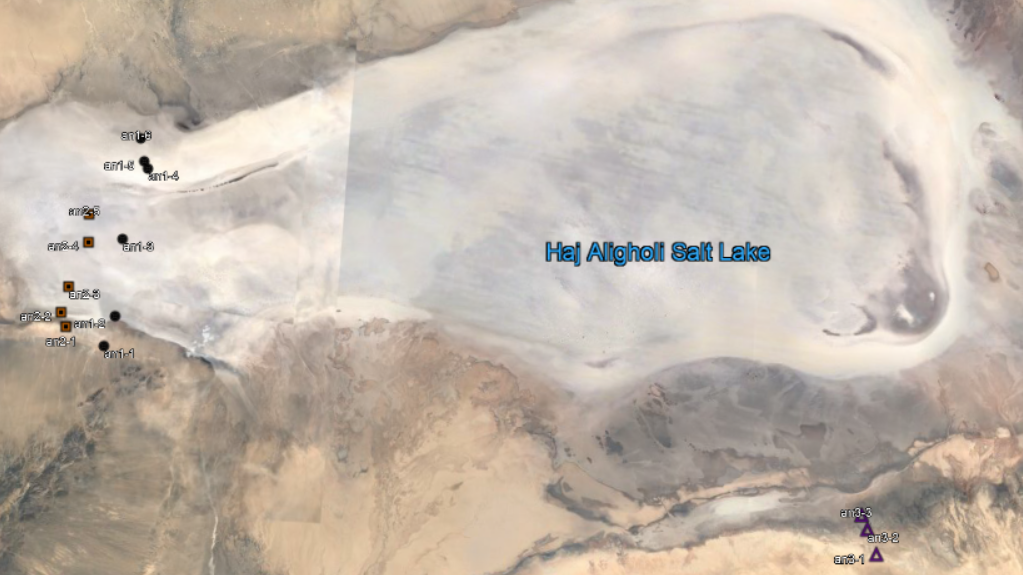 an1-6
an1-5
an1-4
an2-5
an2-4
an1-3
Haj Aligholi Salt Lake
an2-3
an2-2
an1-2
an2-1
an1-1
an3-3
an3-2
an3-1